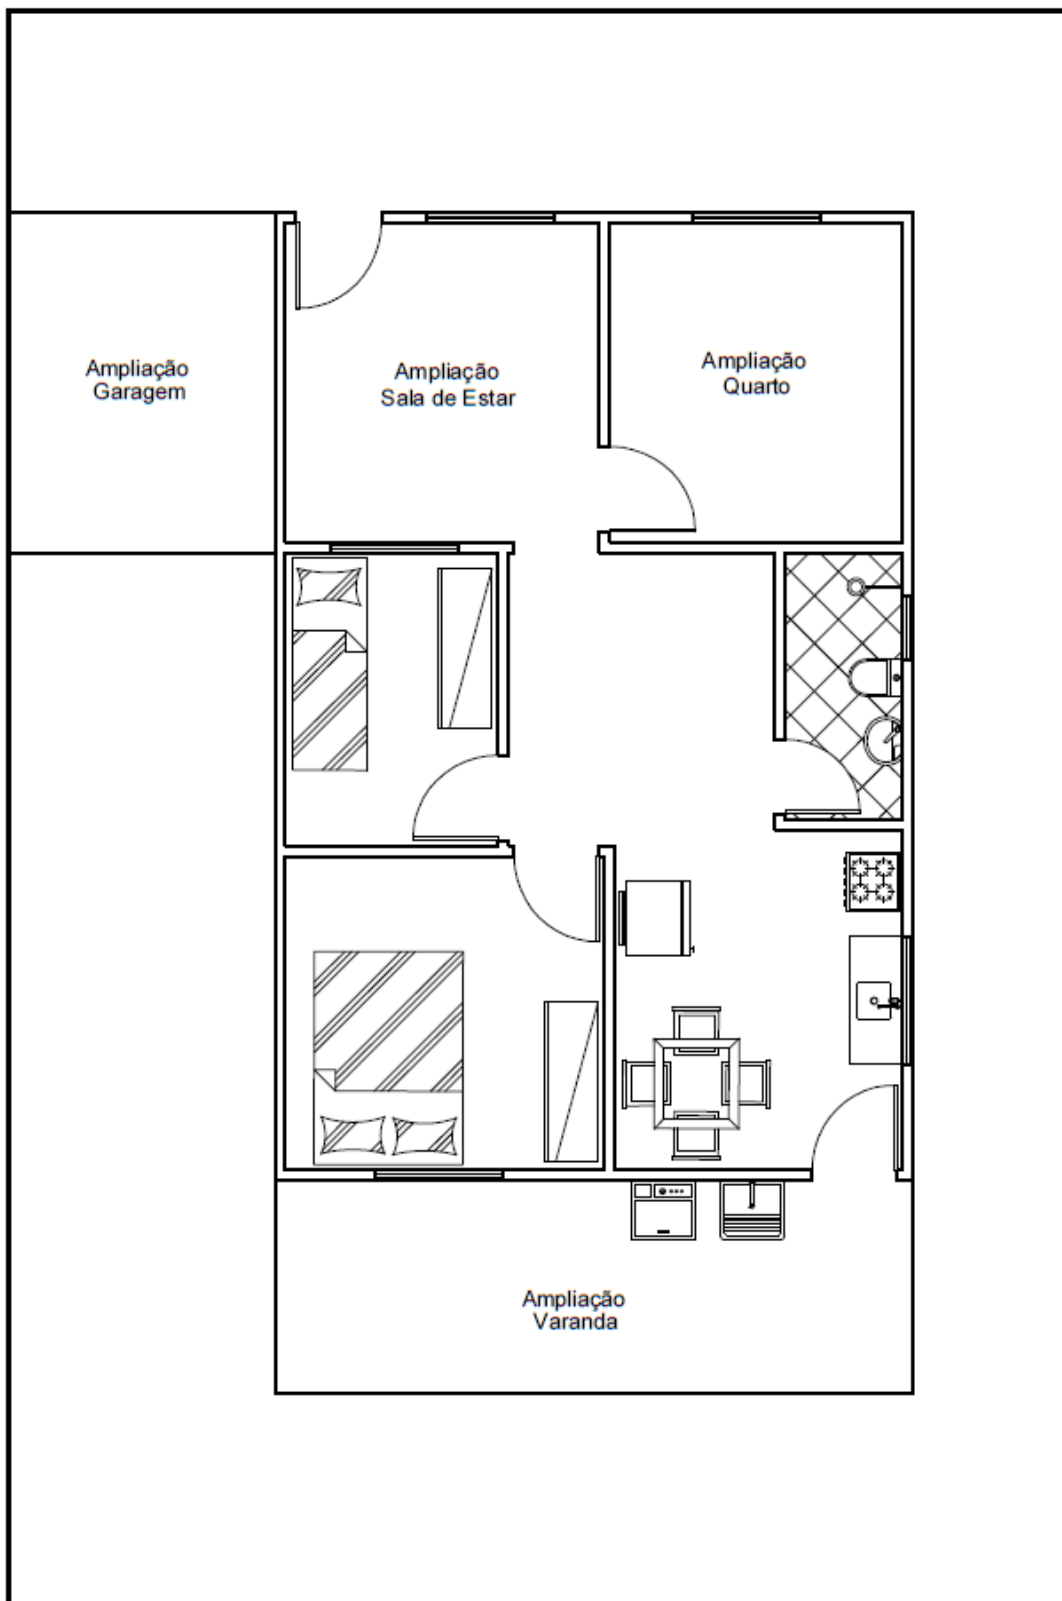 Ampliação
Garagem
Ampliação
Sala de Estar
Ampliação
Quarto
Ampliação
Varanda